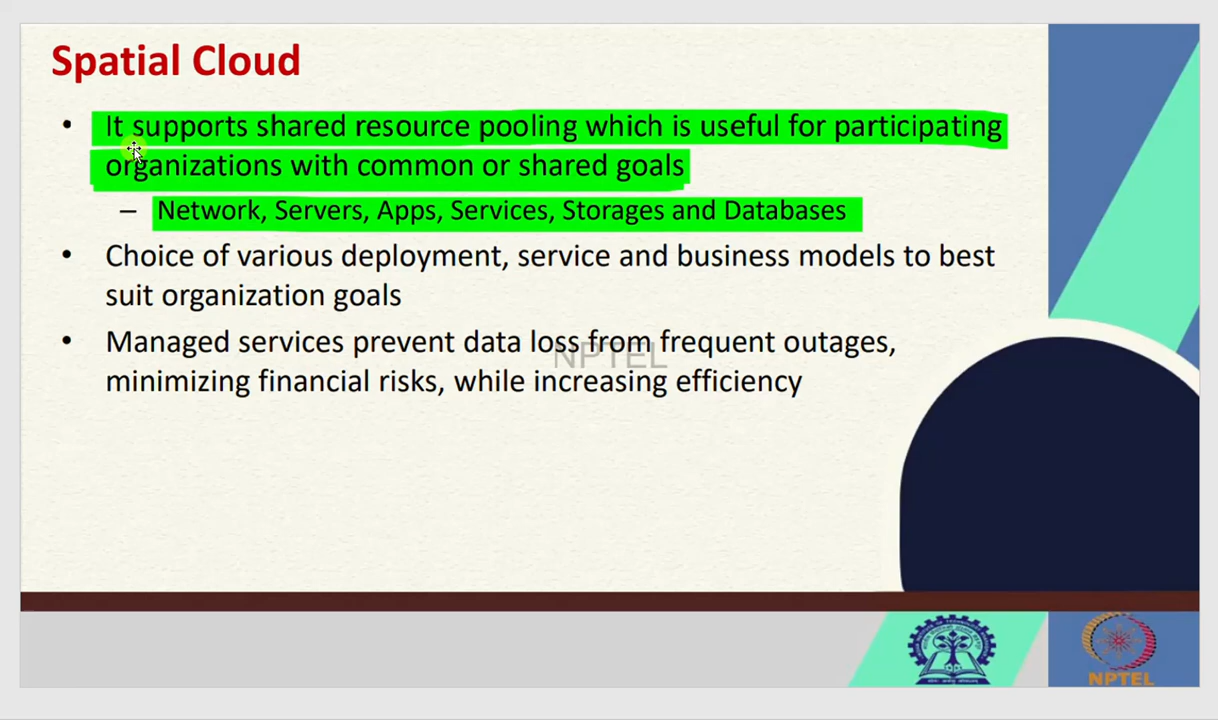 Spatial Cloud
• It supports shared resource pooling which is useful for participating
organizations with common or shared goals
– Network, Servers, Apps, Services, Storages and Databases
• Choice of various deployment, service and business models to best
suit organization goals
• Managed services prevent data loss from frequent outages,
minimizing financial risks, while increasing efficiency
NPTEL
NPTEL